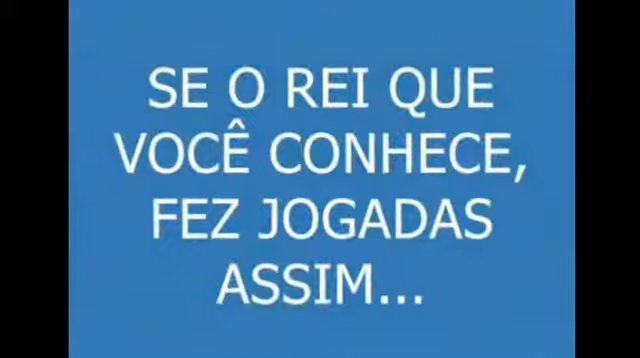 SE O REI QUE
VOCÊ CONHECE,
FEZ JOGADAS
ASSIM...